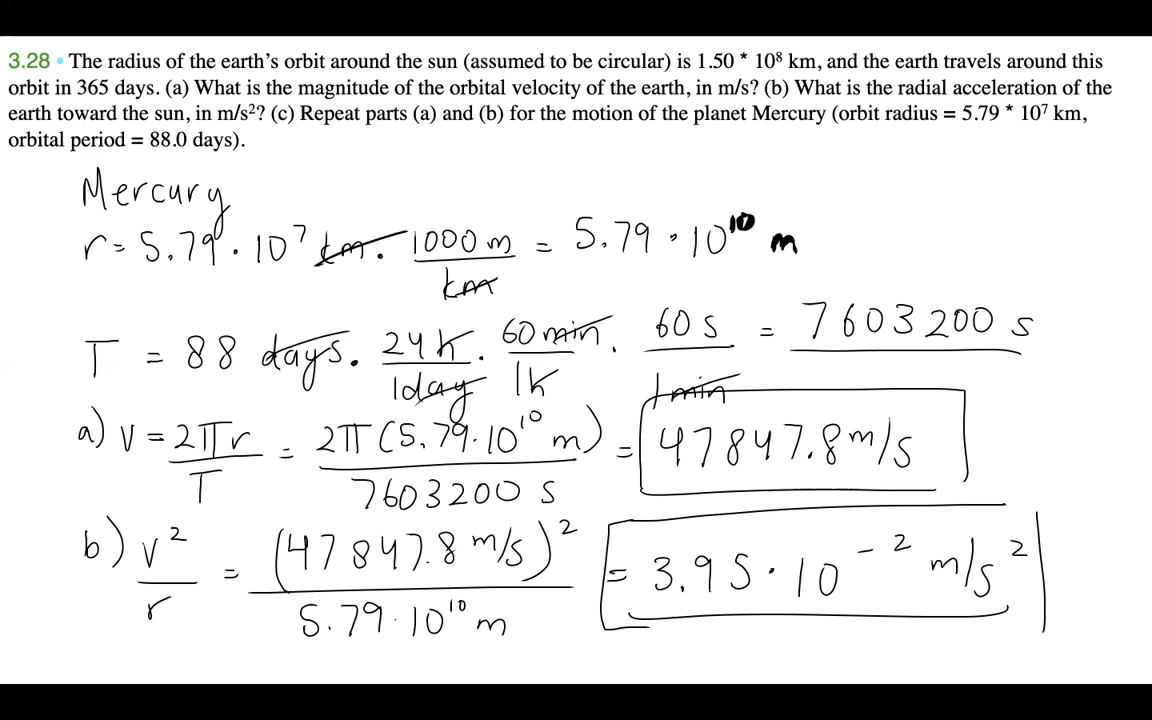 3.28 • The radius of the earth's orbit around the sun (assumed to be circular) is 1.50 * 10⁸ km, and the earth travels around this
orbit in 365 days. (a) What is the magnitude of the orbital velocity of the earth, in m/s? (b) What is the radial acceleration of the
earth toward the sun, in m/s²? (c) Repeat parts (a) and (b) for the motion of the planet Mercury (orbit radius = 5.79 * 10⁷ km,
orbital period = 88.0 days).
Mercury
r = 5.79 · 10⁷ km · 1000 m / km = 5.79 · 10¹⁰ m
T = 88 days · 24 h / 1 day · 60 min / 1 h · 60 s / 1 min = 7603200 s
a) v = 2πr / T = 2π (5.79 · 10¹⁰ m) / 7603200 s = 47847.8 m/s
b) v² / r = (47847.8 m/s)² / 5.79 · 10¹⁰ m = 3.95 · 10⁻² m/s²